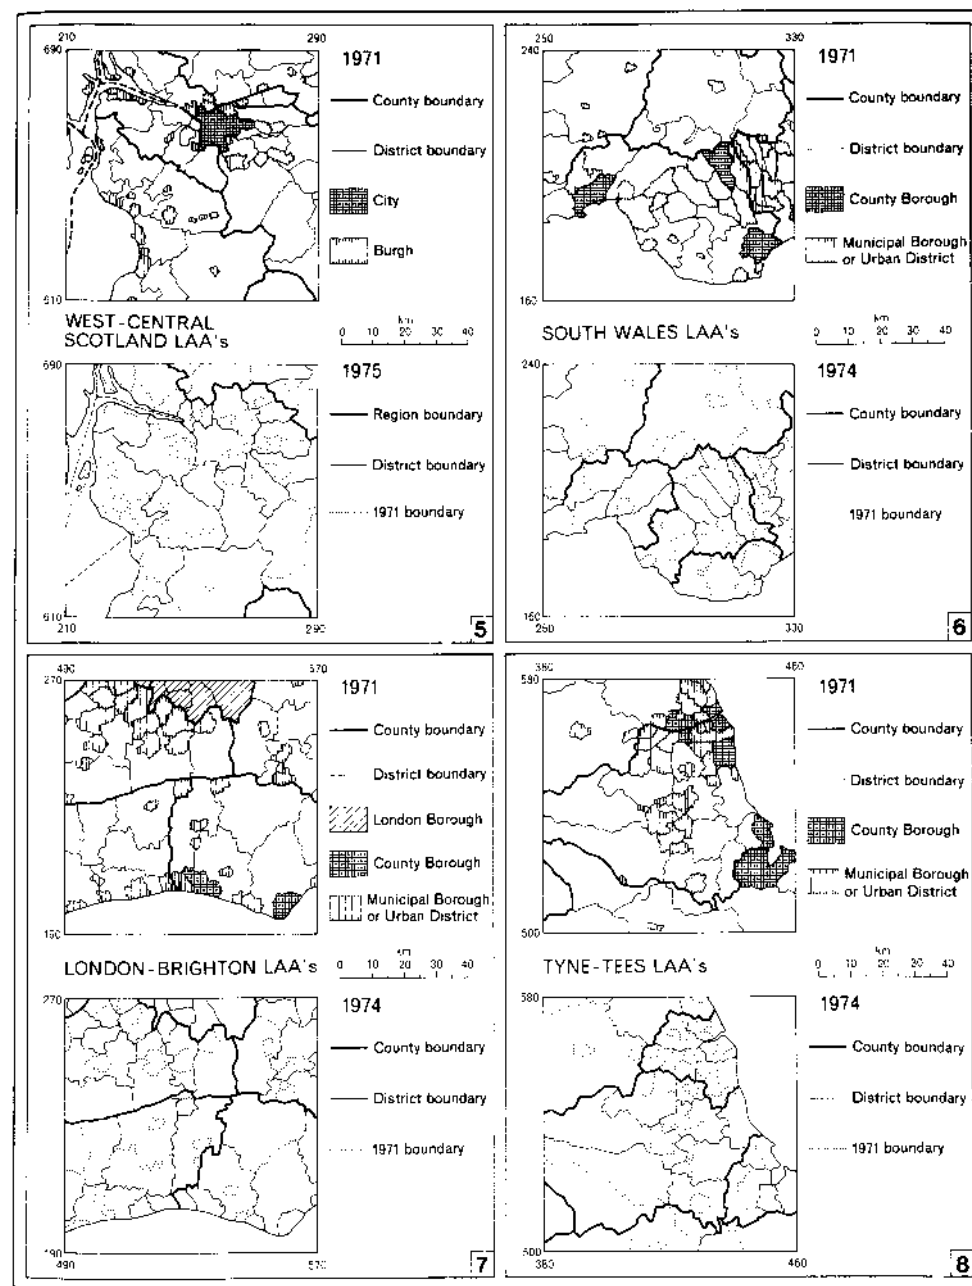 210
290
690
1971
County boundary
District boundary
City
Burgh
610
WEST-CENTRAL
SCOTLAND LAA's
km
0 10 20 30 40
690
1975
Region boundary
District boundary
1971 boundary
610
210
290
5
250
330
240
1971
County boundary
District boundary
County Borough
Municipal Borough
or Urban District
160
SOUTH WALES LAA's
km
0 10 20 30 40
240
1974
County boundary
District boundary
1971 boundary
160
250
330
6
490
570
270
1971
County boundary
District boundary
London Borough
County Borough
Municipal Borough
or Urban District
190
LONDON-BRIGHTON LAA's
km
0 10 20 30 40
270
1974
County boundary
District boundary
1971 boundary
190
490
570
7
380
460
580
1971
County boundary
District boundary
County Borough
Municipal Borough
or Urban District
500
TYNE-TEES LAA's
km
0 10 20 30 40
580
1974
County boundary
District boundary
1971 boundary
500
380
460
8